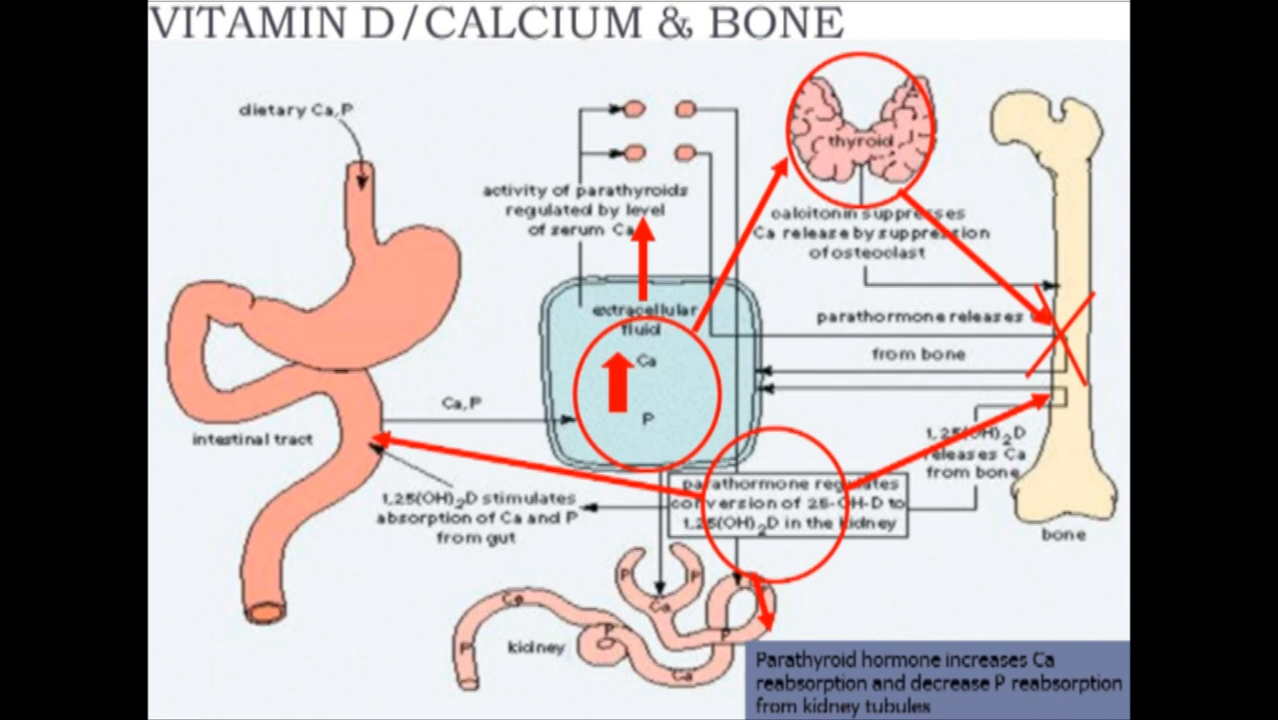 VITAMIN D/CALCIUM & BONE
dietary Ca,P
thyroid
activity of parathyroids
regulated by level
of serum Ca
calcitonin suppresses
Ca release by suppression
of osteoclast
extracellular
fluid
Ca
P
parathormone releases
from bone
Ca,P
intestinal tract
1,25(OH)2D
releases Ca
from bone
bone
parathormone regulates
conversion of 25-OH-D to
1,25(OH)2D in the kidney
1,25(OH)2D stimulates
absorption of Ca and P
from gut
P
P
Ca
Ca
P
P
P
kidney
Ca
Parathyroid hormone increases Ca
reabsorption and decrease P reabsorption
from kidney tubules